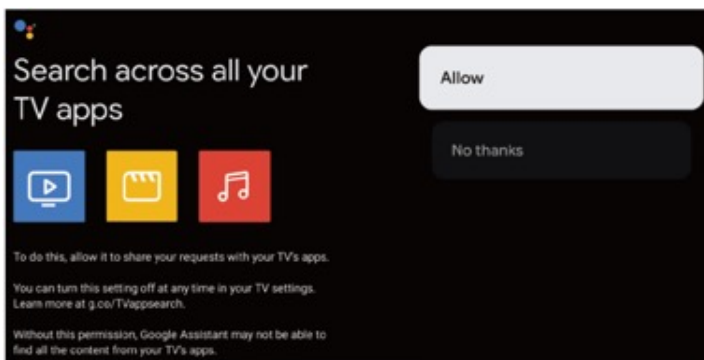 Search across all your
TV apps
Allow
No thanks
To do this, allow it to share your requests with your TV's apps.
You can turn this setting off at any time in your TV settings.
Learn more at g.co/TVappsearch.
Without this permission, Google Assistant may not be able to
find all the content from your TV's apps.